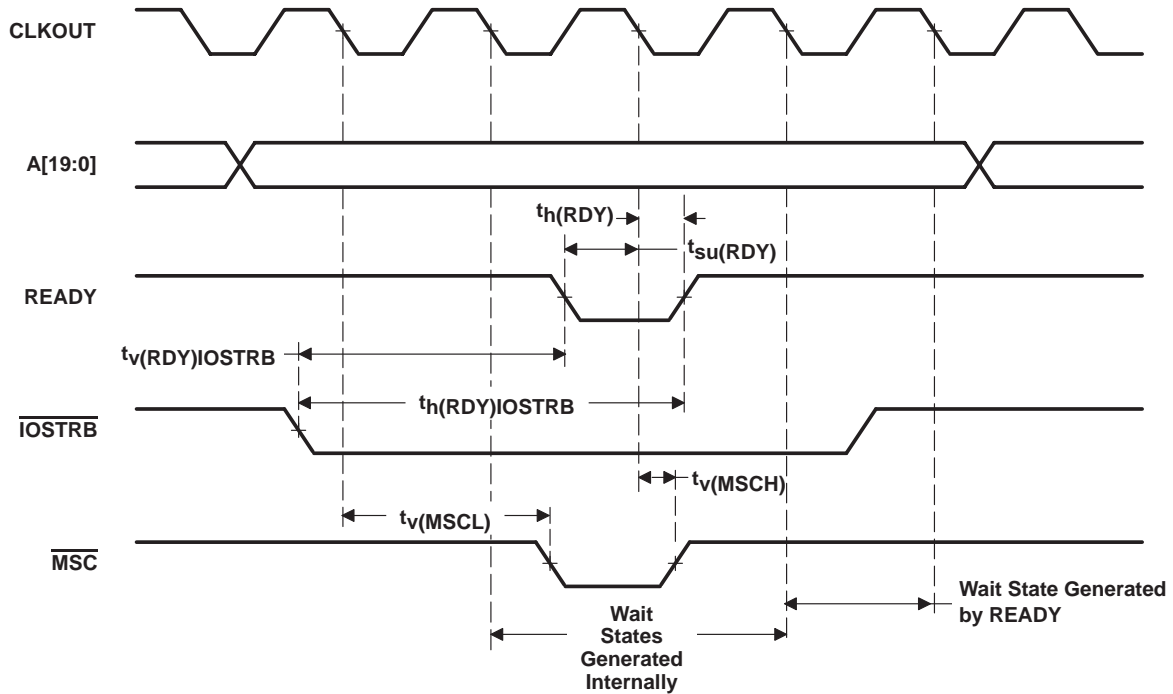 CLKOUT
A[19:0]
th(RDY)
tsu(RDY)
READY
tv(RDY)IOSTRB
th(RDY)IOSTRB
IOSTRB
tv(MSCH)
tv(MSCL)
MSC
Wait State Generated
by READY
Wait
States
Generated
Internally